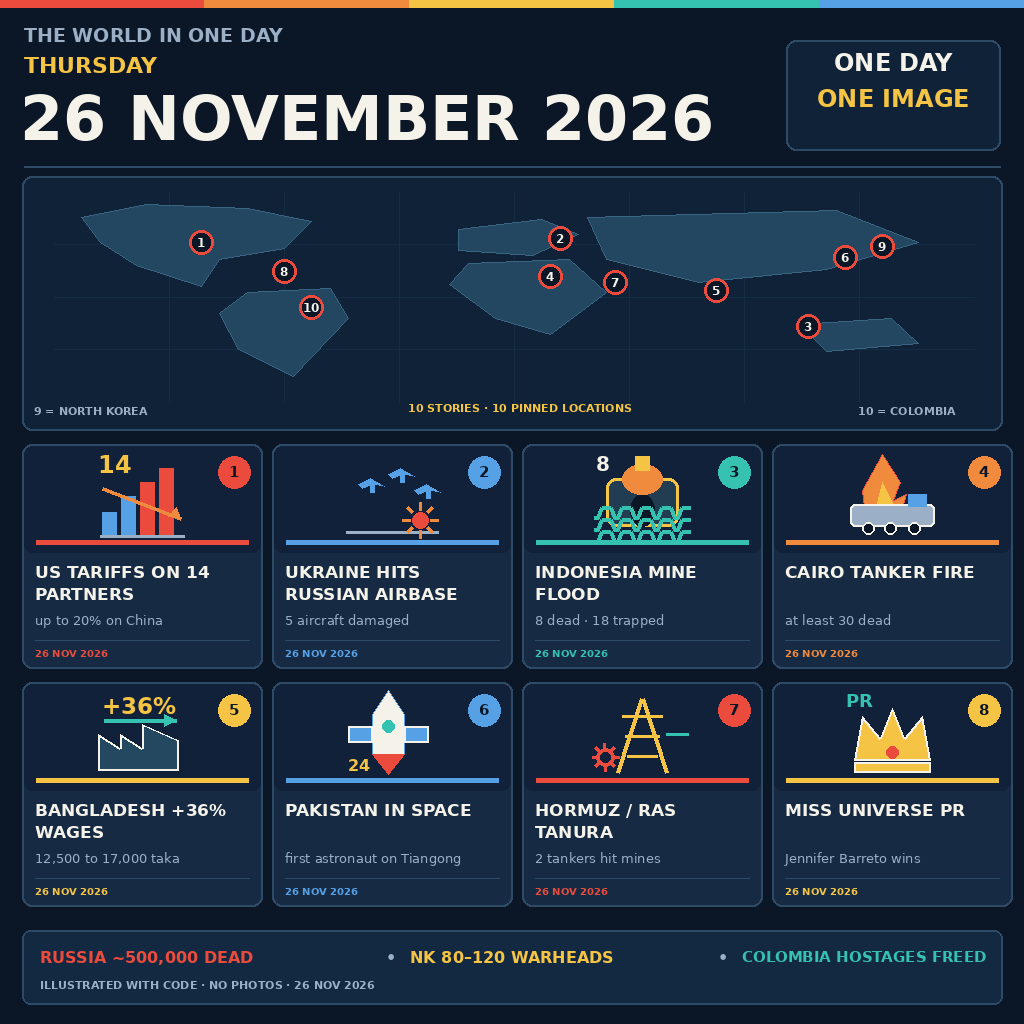 THE WORLD IN ONE DAY
THURSDAY
26 NOVEMBER 2026
ONE DAY
ONE IMAGE
1
2
9
6
8
4
7
5
10
3
9 = NORTH KOREA
10 STORIES · 10 PINNED LOCATIONS
10 = COLOMBIA
14
1
US TARIFFS ON 14
PARTNERS
up to 20% on China
26 NOV 2026
2
UKRAINE HITS
RUSSIAN AIRBASE
5 aircraft damaged
26 NOV 2026
8
3
INDONESIA MINE
FLOOD
8 dead · 18 trapped
26 NOV 2026
4
CAIRO TANKER FIRE
at least 30 dead
26 NOV 2026
+36%
5
BANGLADESH +36%
WAGES
12,500 to 17,000 taka
26 NOV 2026
6
24
PAKISTAN IN SPACE
first astronaut on Tiangong
26 NOV 2026
7
HORMUZ / RAS
TANURA
2 tankers hit mines
26 NOV 2026
PR
8
MISS UNIVERSE PR
Jennifer Barreto wins
26 NOV 2026
RUSSIA ~500,000 DEAD • NK 80–120 WARHEADS • COLOMBIA HOSTAGES FREED
ILLUSTRATED WITH CODE · NO PHOTOS · 26 NOV 2026